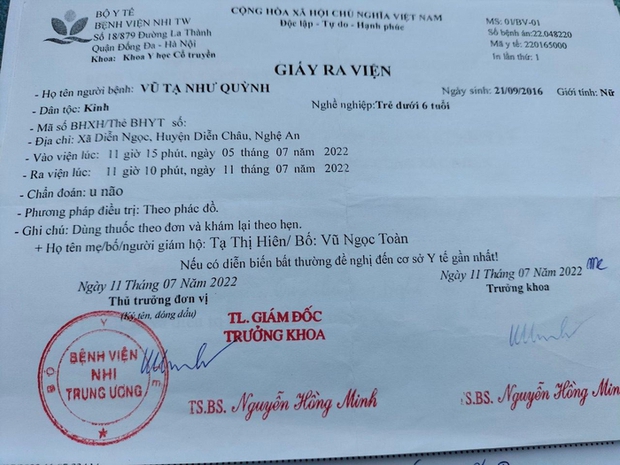 BỘ Y TẾ
BỆNH VIỆN NHI TW
Số 18/879 Đường La Thành
Quận Đống Đa - Hà Nội
Khoa: Khoa Y học Cổ truyền
CỘNG HÒA XÃ HỘI CHỦ NGHĨA VIỆT NAM
Độc lập - Tự do - Hạnh phúc
MS: 01/BV-01
Số bệnh án:22.048220
Mã y tế: 220165000
In lần thứ: 1
GIẤY RA VIỆN
- Họ tên người bệnh: VŨ TẠ NHƯ QUỲNH Ngày sinh: 21/09/2016 Giới tính: Nữ
- Dân tộc: Kinh Nghề nghiệp:Trẻ dưới 6 tuổi
- Mã số BHXH/Thẻ BHYT số:
- Địa chỉ: Xã Diễn Ngọc, Huyện Diễn Châu, Nghệ An
- Vào viện lúc: 11 giờ 15 phút, ngày 05 tháng 07 năm 2022
- Ra viện lúc: 11 giờ 10 phút, ngày 11 tháng 07 năm 2022
- Chẩn đoán: u não
- Phương pháp điều trị: Theo phác đồ.
- Ghi chú: Dùng thuốc theo đơn và khám lại theo hẹn.
+ Họ tên mẹ/bố/người giám hộ: Tạ Thị Hiên/ Bố: Vũ Ngọc Toàn
Nếu có diễn biến bất thường đề nghị đến cơ sở Y tế gần nhất!
Ngày 11 Tháng 07 Năm 2022
Thủ trưởng đơn vị
(Ký tên, đóng dấu)
Ngày 11 Tháng 07 Năm 2022
Trưởng khoa
TL. GIÁM ĐỐC
TRƯỞNG KHOA
BỘ Y TẾ
BỆNH VIỆN
NHI
TRUNG ƯƠNG
TS.BS. Nguyễn Hồng Minh
TS.BS. Nguyễn Hồng Minh